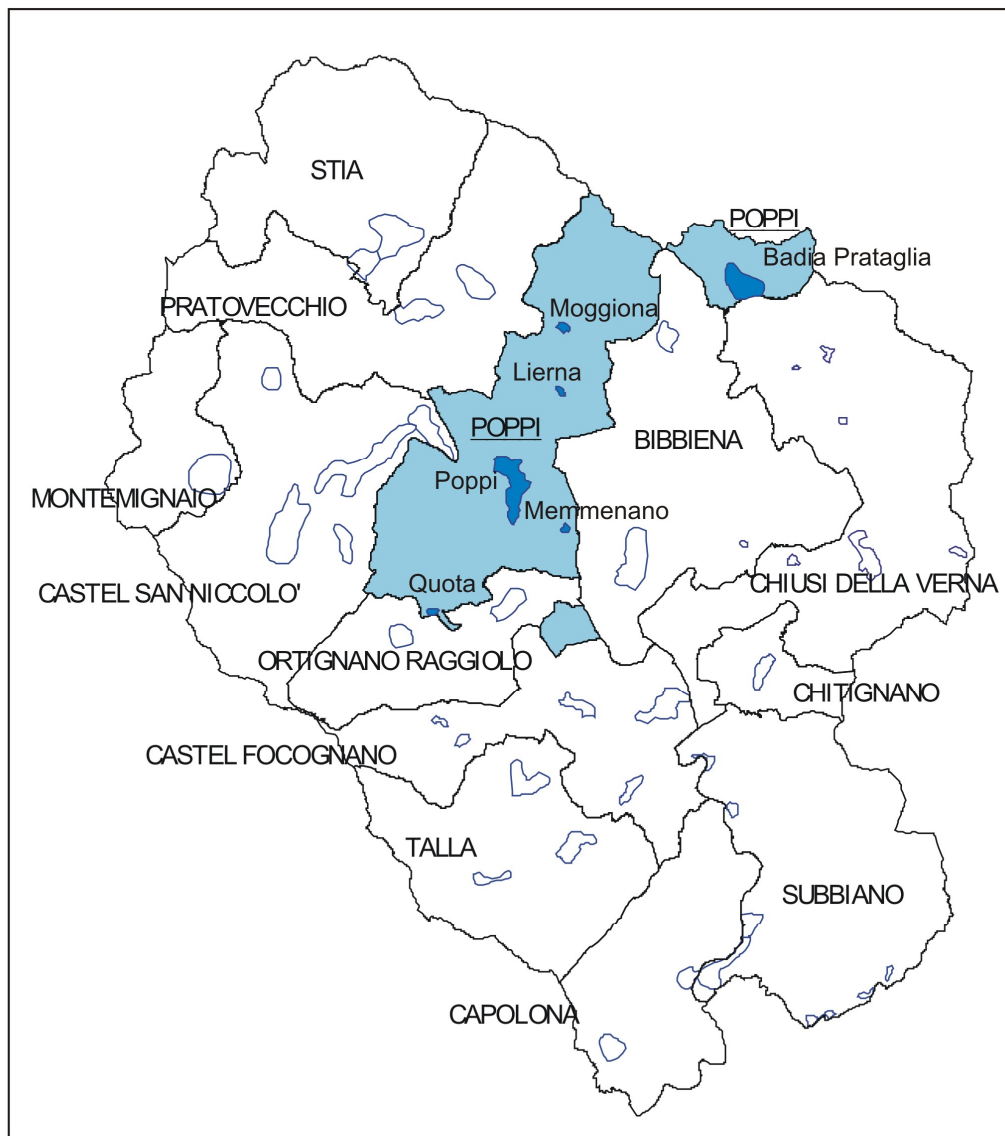 STIA
POPPI
Badia Prataglia
PRATOVECCHIO
Moggiona
Lierna
POPPI
BIBBIENA
Poppi
MONTEMIGNAIO
Memmenano
Quota
CHIUSI DELLA VERNA
CASTEL SAN NICCOLO'
ORTIGNANO RAGGIOLO
CHITIGNANO
CASTEL FOCOGNANO
TALLA
SUBBIANO
CAPOLONA